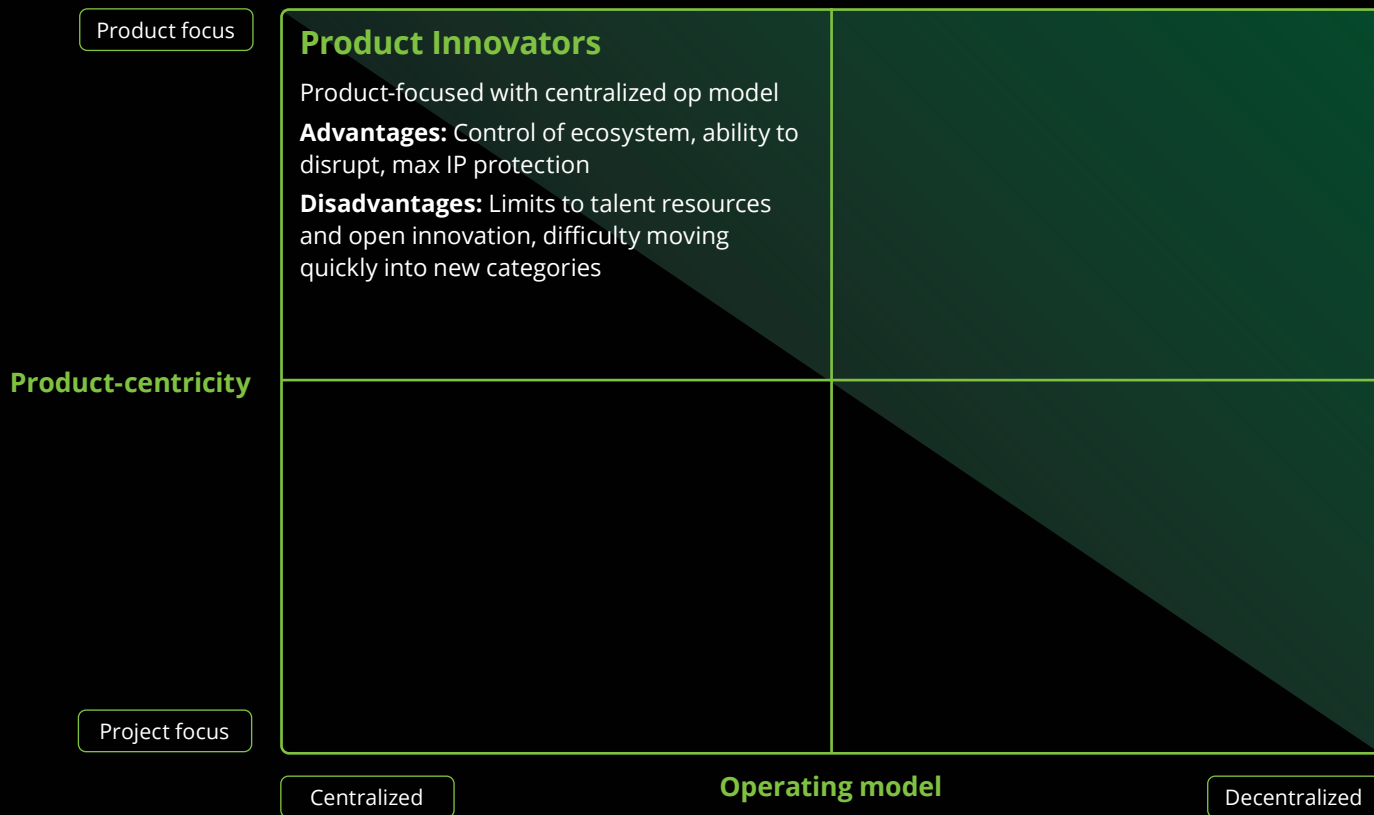 Product focus
Product Innovators
Product-focused with centralized op model
Advantages: Control of ecosystem, ability to
disrupt, max IP protection
Disadvantages: Limits to talent resources
and open innovation, difficulty moving
quickly into new categories
Product-centricity
Project focus
Centralized
Operating model
Decentralized